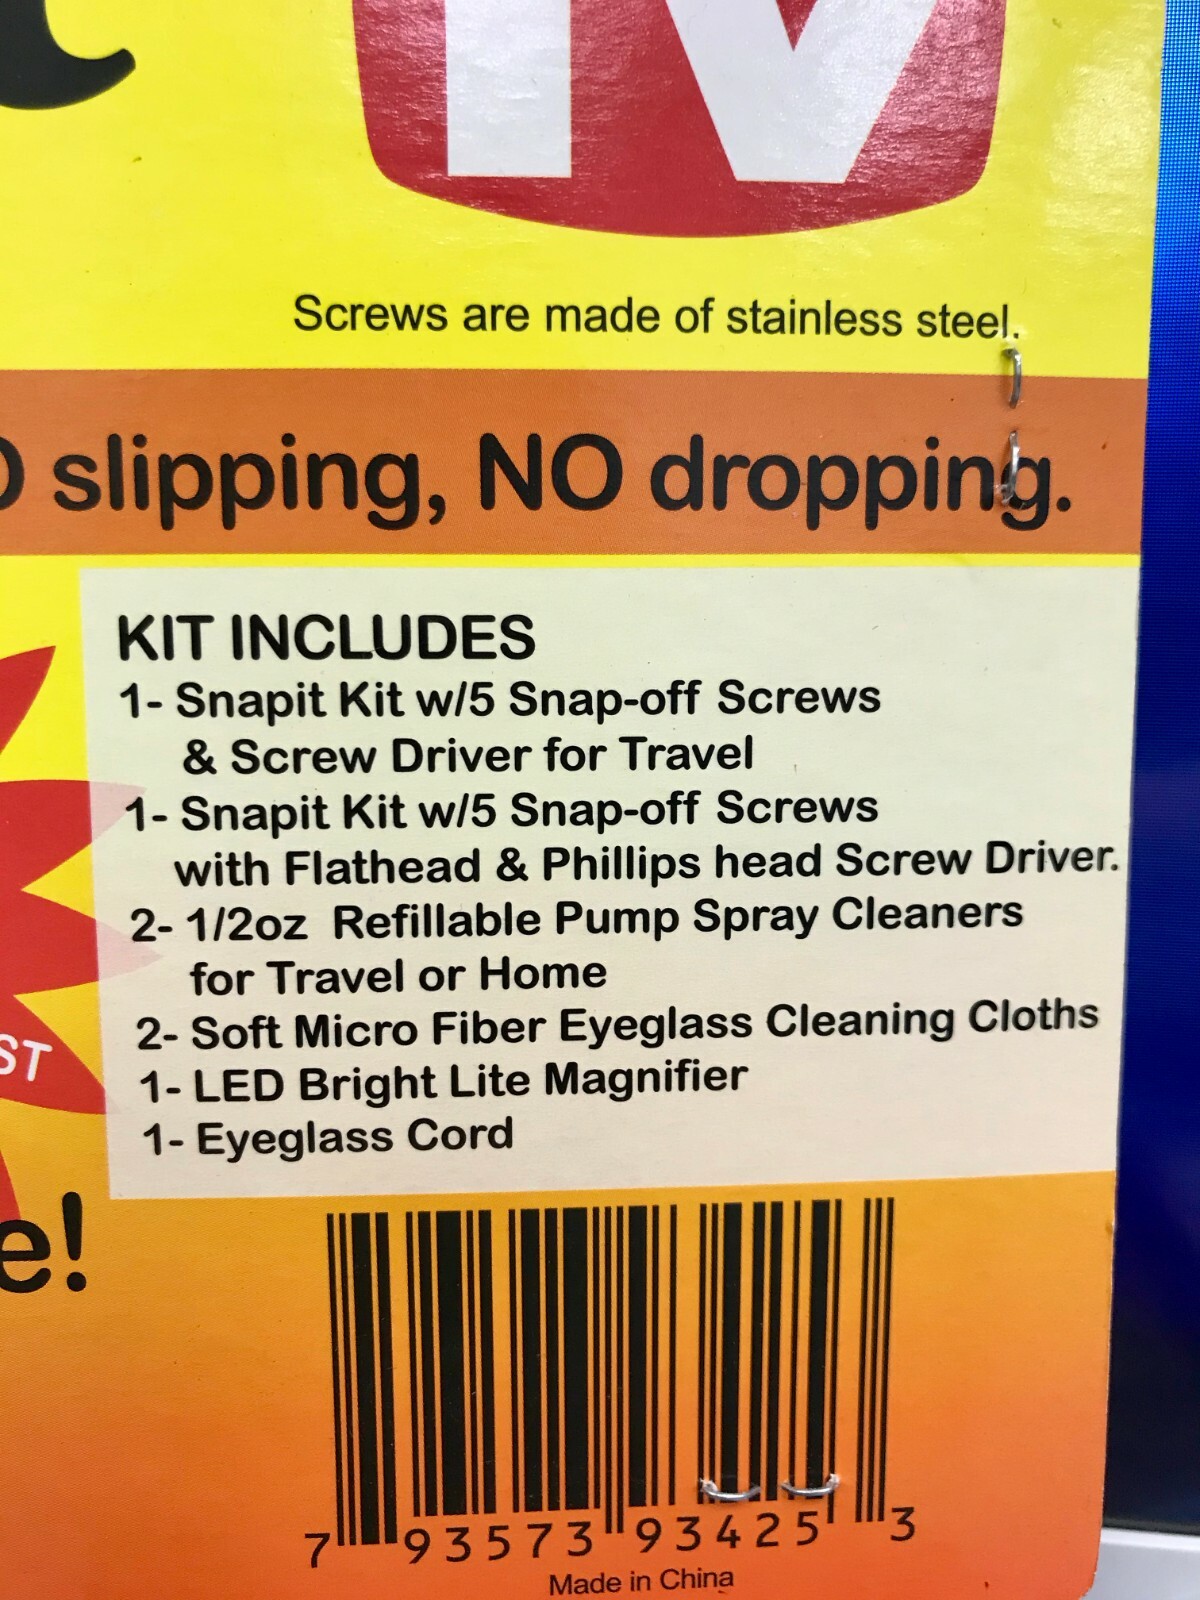 TV
Screws are made of stainless steel.
slipping, NO dropping.
KIT INCLUDES
1- Snapit Kit w/5 Snap-off Screws
& Screw Driver for Travel
1- Snapit Kit w/5 Snap-off Screws
with Flathead & Phillips head Screw Driver.
2- 1/2oz Refillable Pump Spray Cleaners
for Travel or Home
2- Soft Micro Fiber Eyeglass Cleaning Cloths
1- LED Bright Lite Magnifier
1- Eyeglass Cord
7 93573 93425 3
Made in China